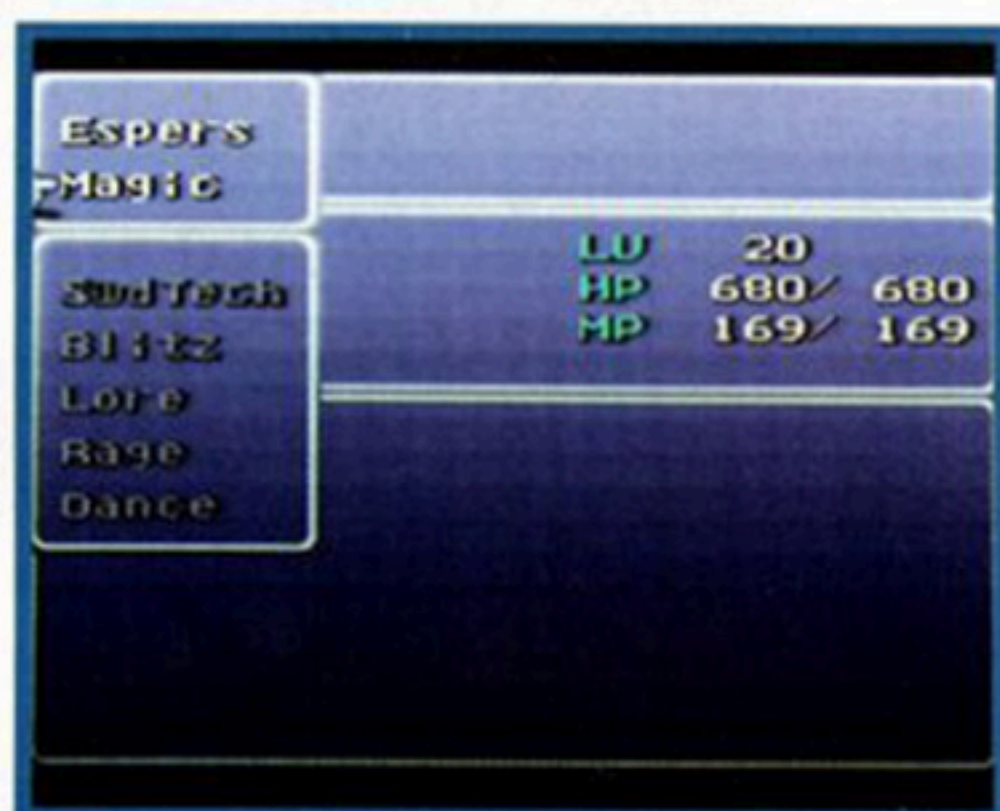 Espers
Magic
LV 20
HP 680/ 680
MP 169/ 169
SwdTech
Blitz
Lore
Rage
Dance